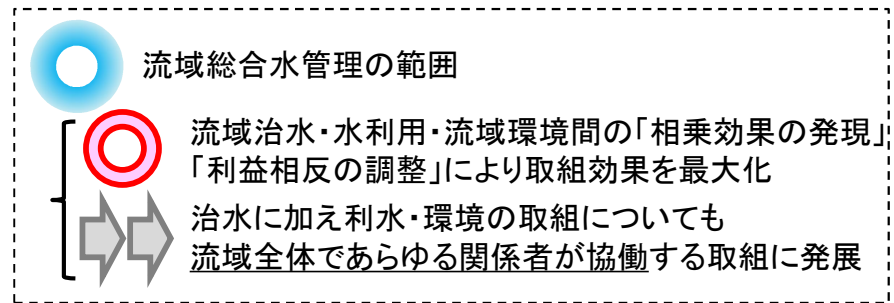 流域総合水管理の範囲
流域治水・水利用・流域環境間の「相乗効果の発現」
「利益相反の調整」により取組効果を最大化
治水に加え利水・環境の取組についても
流域全体であらゆる関係者が協働する取組に発展